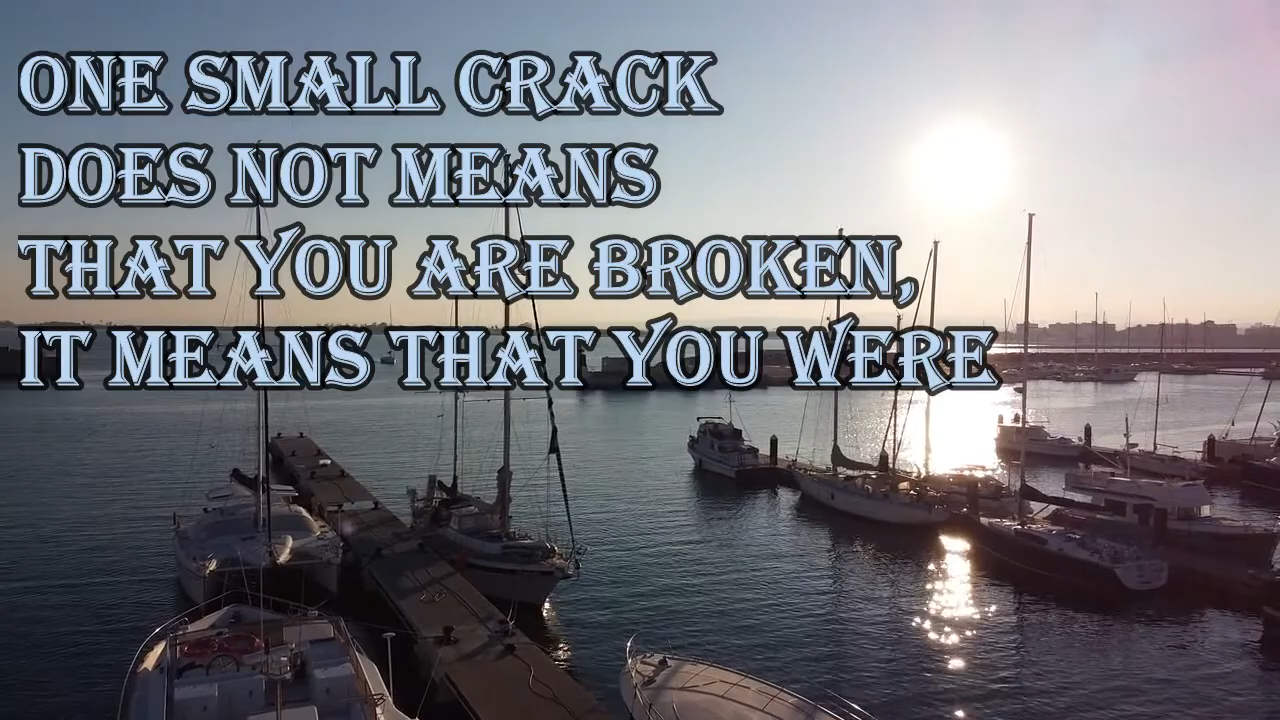 ONE SMALL CRACK
DOES NOT MEANS
THAT YOU ARE BROKEN,
IT MEANS THAT YOU WERE